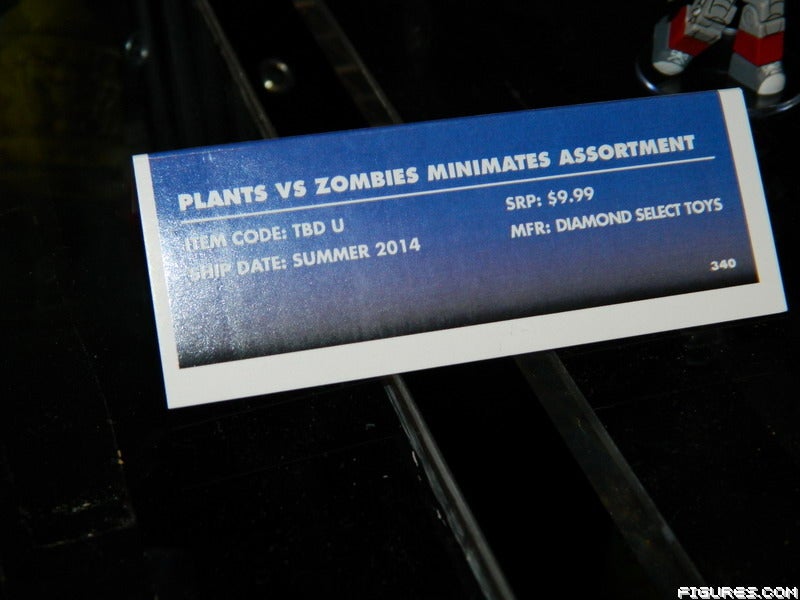 PLANTS VS ZOMBIES MINIMATES ASSORTMENT
ITEM CODE: TBD U
SRP: $9.99
SHIP DATE: SUMMER 2014
MFR: DIAMOND SELECT TOYS
340
FIGURES.COM